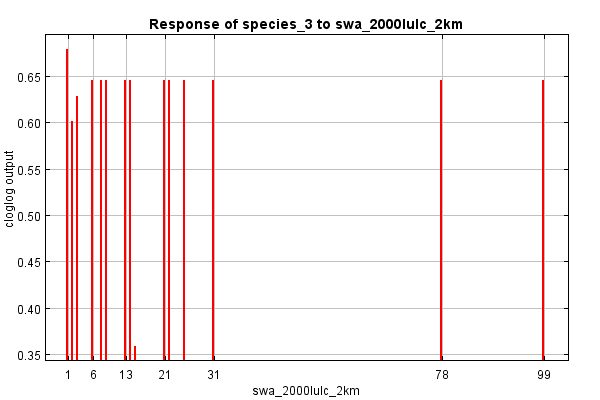 Response of species_3 to swa_2000lulc_2km
cloglog output
0.65
0.60
0.55
0.50
0.45
0.40
0.35
1 6 13 21 31 78 99
swa_2000lulc_2km